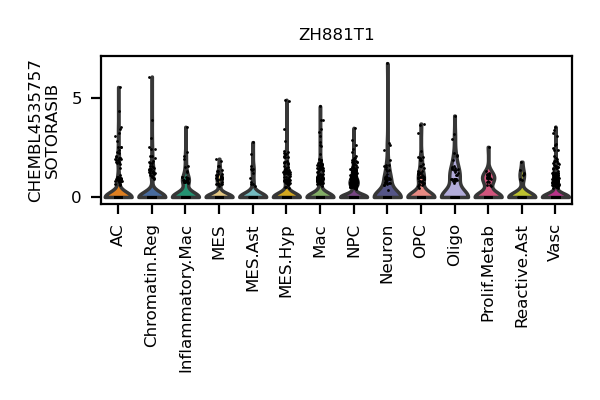 ZH881T1
CHEMBL4535757
SOTORASIB
5
0
AC
Chromatin.Reg
Inflammatory.Mac
MES
MES.Ast
MES.Hyp
Mac
NPC
Neuron
OPC
Oligo
Prolif.Metab
Reactive.Ast
Vasc